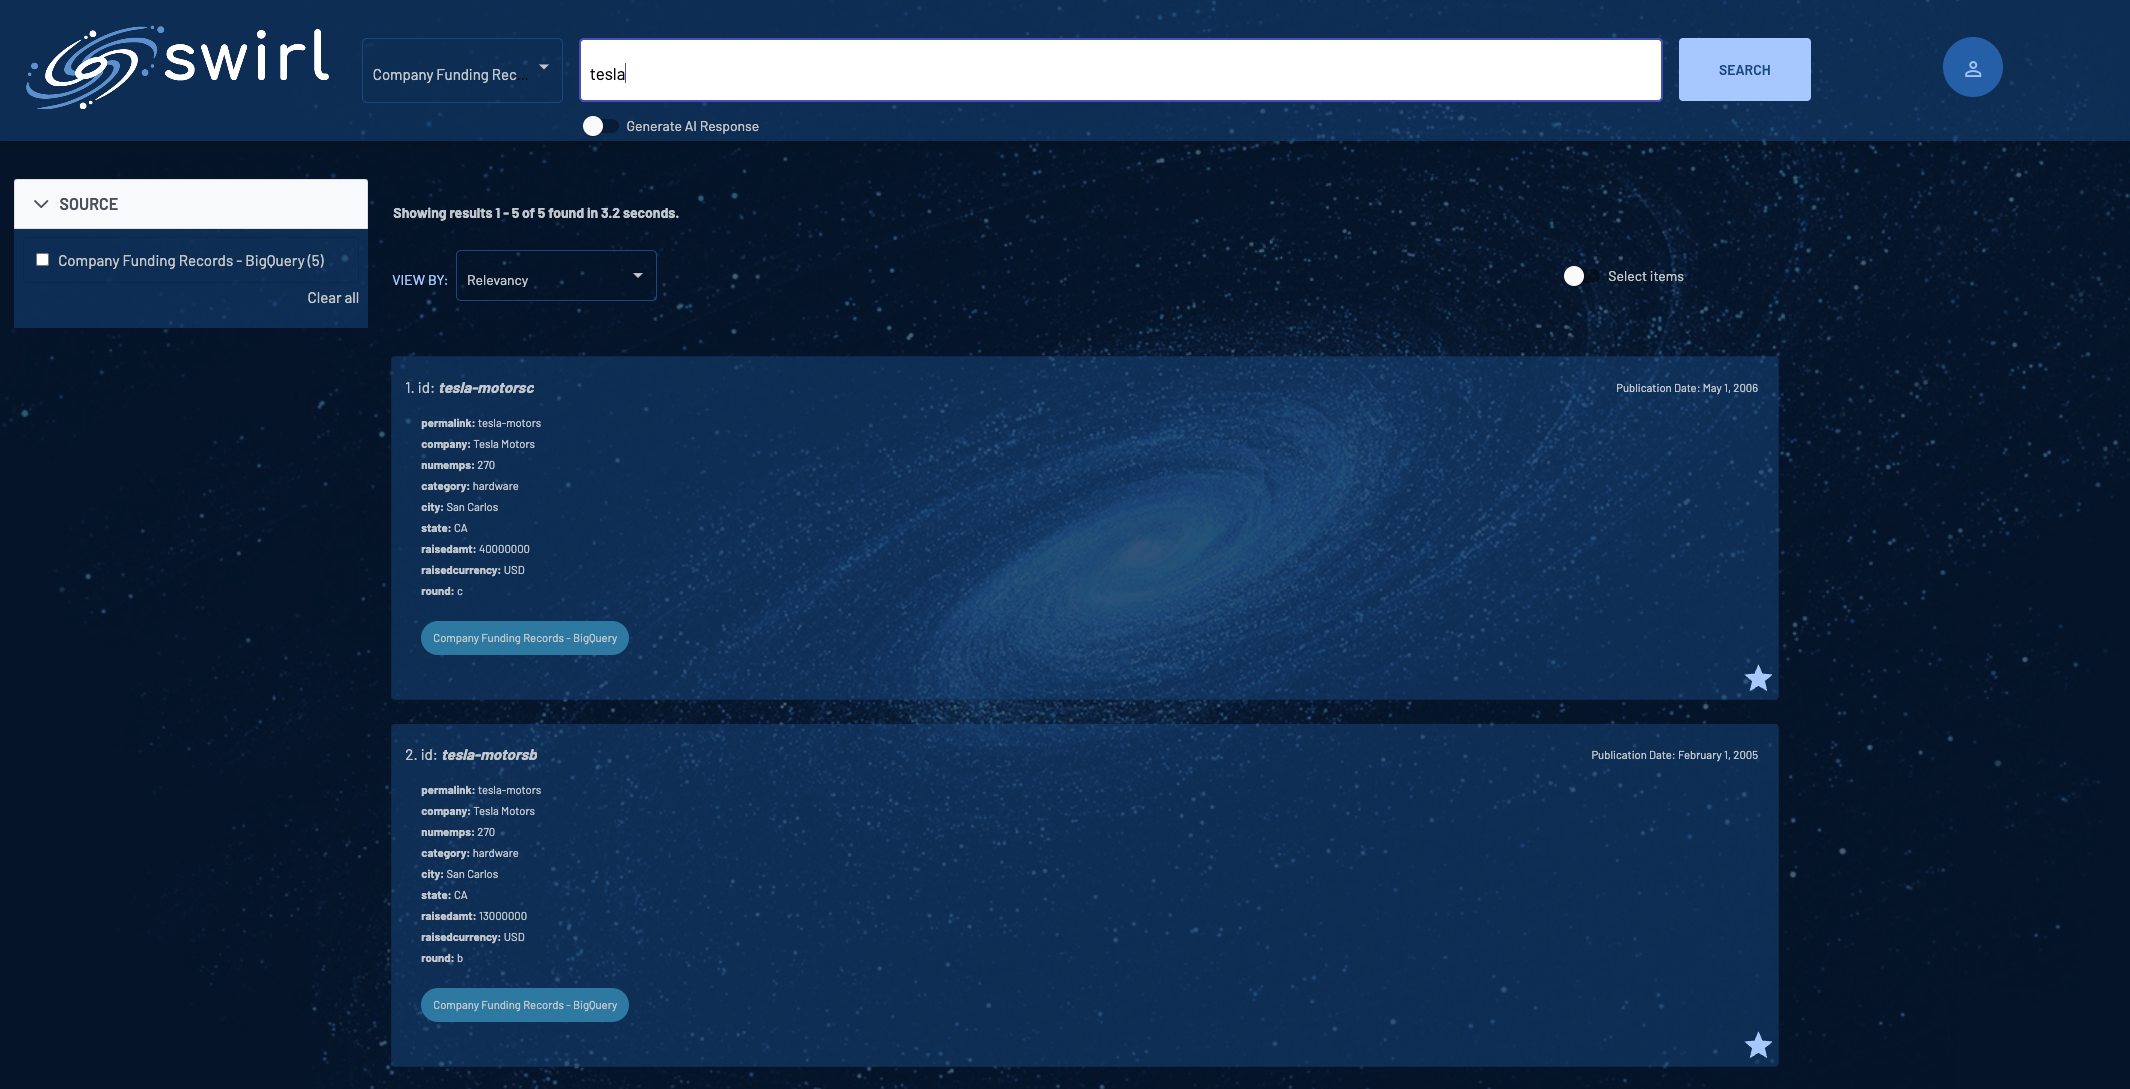 swirl
Company Funding Rec...
tesla
SEARCH
Generate AI Response
SOURCE
Company Funding Records - BigQuery (5)
Clear all
Showing results 1 - 5 of 5 found in 3.2 seconds.
VIEW BY: Relevancy
Select items
1. id: tesla-motorsc
Publication Date: May 1, 2006
permalink: tesla-motors
company: Tesla Motors
numemps: 270
category: hardware
city: San Carlos
state: CA
raisedamt: 40000000
raisedcurrency: USD
round: c
Company Funding Records - BigQuery
2. id: tesla-motorsb
Publication Date: February 1, 2005
permalink: tesla-motors
company: Tesla Motors
numemps: 270
category: hardware
city: San Carlos
state: CA
raisedamt: 13000000
raisedcurrency: USD
round: b
Company Funding Records - BigQuery